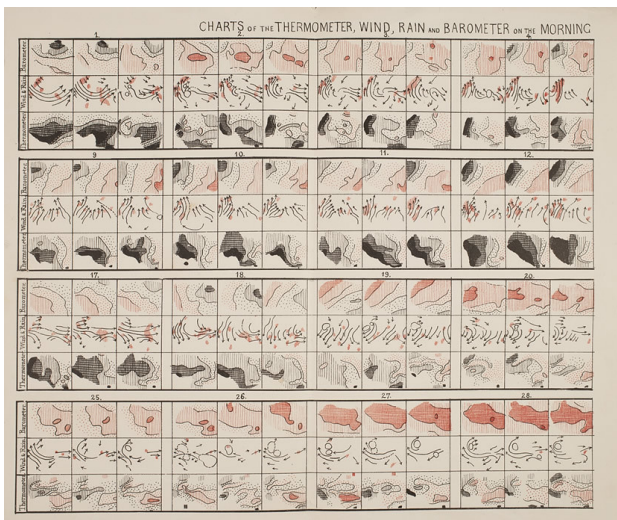 CHARTS OF THE THERMOMETER, WIND, RAIN AND BAROMETER ON THE MORNING
1. 2. 3. 4.
Barometer
Wind & Rain
Thermometer
9 10. 11. 12.
Barometer
Wind & Rain
Thermometer
17. 18. 19. 20.
Barometer
Wind & Rain
Thermometer
25. 26. 27. 28.
Barometer
Wind & Rain
Thermometer